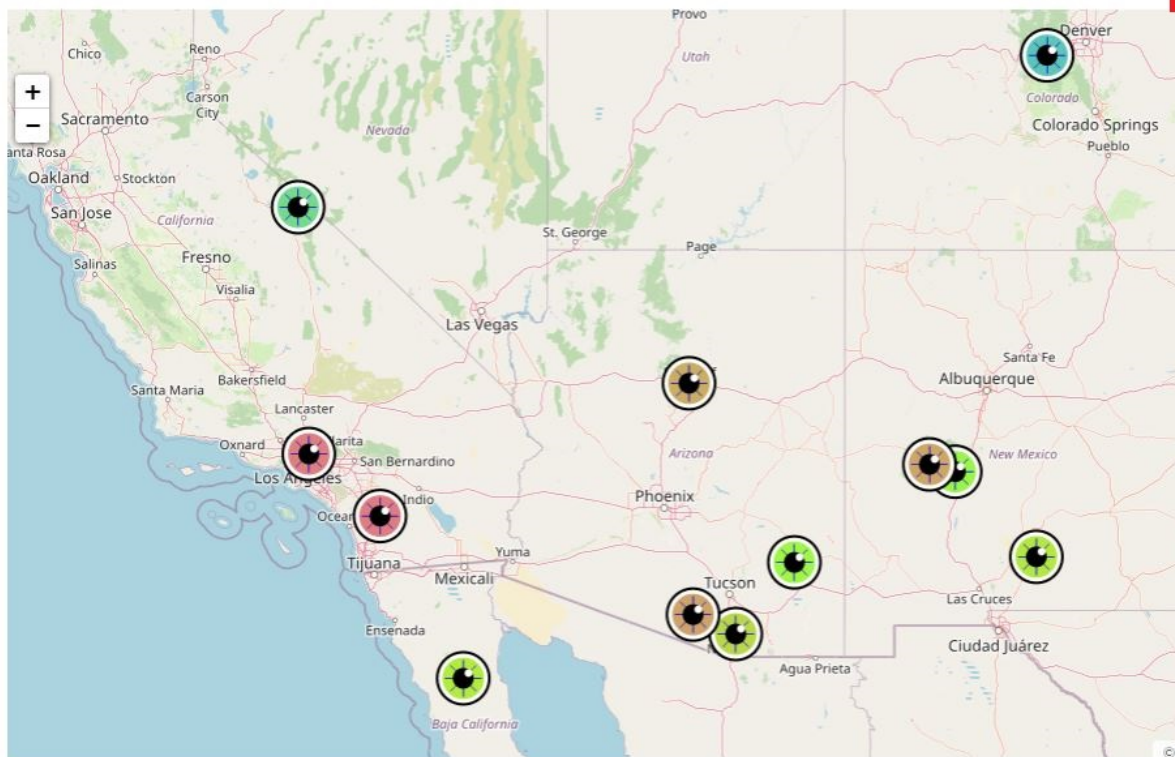 Provo
Chico
Reno
Utah
Denver
+
Carson
City
Colorado
−
Sacramento
Nevada
Colorado Springs
anta Rosa
Pueblo
Oakland
Stockton
San Jose
California
St. George
Page
Fresno
Salinas
Visalia
Las Vegas
Santa Fe
Bakersfield
Albuquerque
Santa Maria
Lancaster
Oxnard
arita
San Bernardino
Arizona
New Mexico
Los Angeles
Indio
Phoenix
Ocean
Tijuana
Yuma
Mexicali
Tucson
Las Cruces
Ensenada
Ciudad Juárez
Agua Prieta
Baja California
©